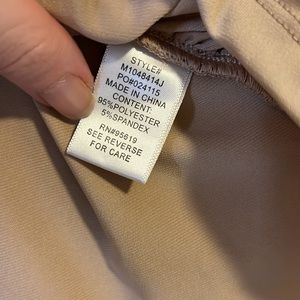 STYLE#
M1048414J
PO#024115
MADE IN CHINA
CONTENT:
95%POLYESTER
5%SPANDEX
RN#95619
SEE REVERSE
FOR CARE